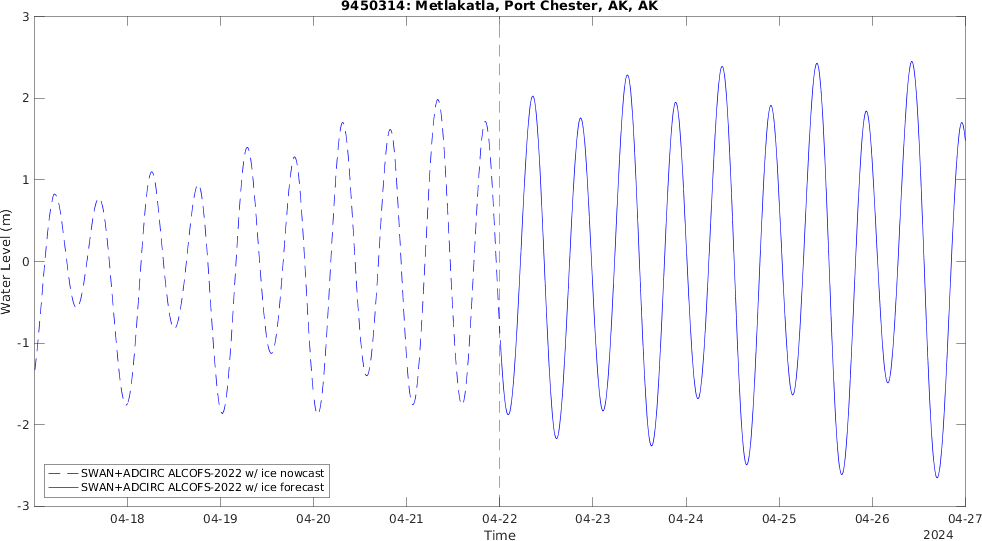 9450314: Metlakatla, Port Chester, AK, AK
3
2
1
0
-1
-2
-3
Water Level (m)
SWAN+ADCIRC ALCOFS-2022 w/ ice nowcast
SWAN+ADCIRC ALCOFS-2022 w/ ice forecast
04-18 04-19 04-20 04-21 04-22 04-23 04-24 04-25 04-26 04-27
Time
2024